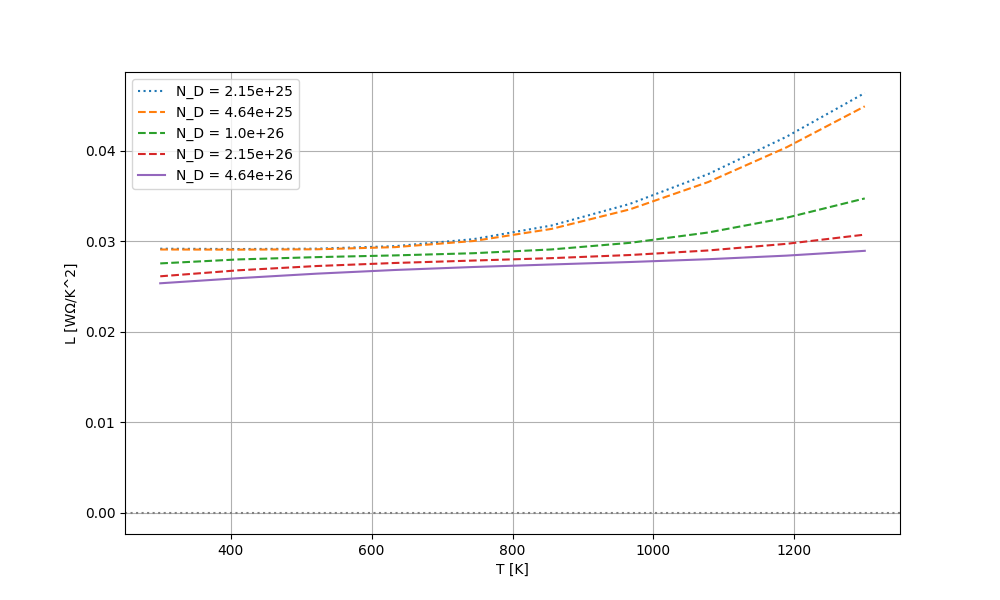 N_D = 2.15e+25
N_D = 4.64e+25
N_D = 1.0e+26
N_D = 2.15e+26
N_D = 4.64e+26
L [WΩ/K^2]
0.04
0.03
0.02
0.01
0.00
400 600 800 1000 1200
T [K]